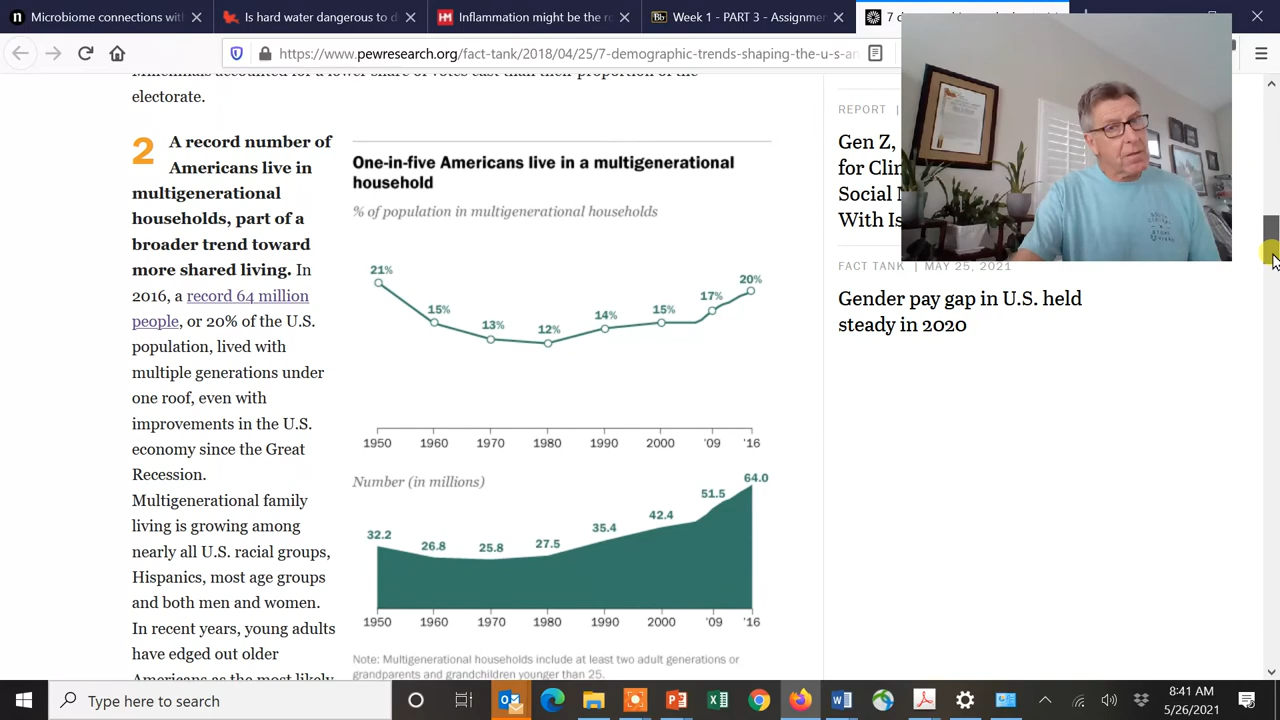 Microbiome connections wit
Is hard water dangerous to d
Inflammation might be the ro
Week 1 - PART 3 - Assignmen
7 d
https://www.pewresearch.org/fact-tank/2018/04/25/7-demographic-trends-shaping-the-u-s-an
electorate.
2 A record number of
Americans live in
multigenerational
households, part of a
broader trend toward
more shared living. In
2016, a record 64 million
people, or 20% of the U.S.
population, lived with
multiple generations under
one roof, even with
improvements in the U.S.
economy since the Great
Recession.
Multigenerational family
living is growing among
nearly all U.S. racial groups,
Hispanics, most age groups
and both men and women.
In recent years, young adults
have edged out older
Americans as the most likely
One-in-five Americans live in a multigenerational
household
% of population in multigenerational households
21% 15% 13% 12% 14% 15% 17% 20%
1950 1960 1970 1980 1990 2000 '09 '16
Number (in millions)
32.2 26.8 25.8 27.5 35.4 42.4 51.5 64.0
1950 1960 1970 1980 1990 2000 '09 '16
Note: Multigenerational households include at least two adult generations or
grandparents and grandchildren younger than 25.
REPORT |
Gen Z,
for Clin
Social
With Is
FACT TANK | MAY 25, 2021
Gender pay gap in U.S. held
steady in 2020
Type here to search
8:41 AM
5/26/2021